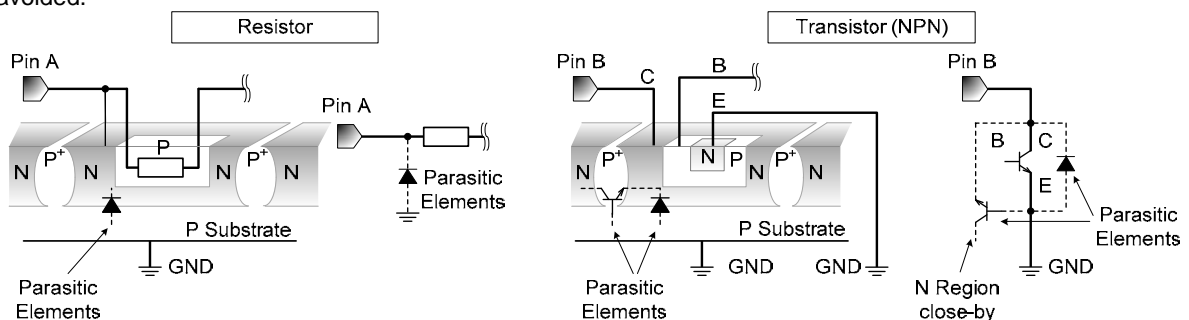 avoided.
Resistor
Transistor (NPN)
Pin A
Pin A
N
P+
N
P
N
P+
N
Parasitic
Elements
P Substrate
GND
Parasitic
Elements
Pin B
C
B
E
N
P+
N
N
P
N
P+
N
P Substrate
GND
GND
Parasitic
Elements
Pin B
B
C
E
Parasitic
Elements
GND
N Region
close-by